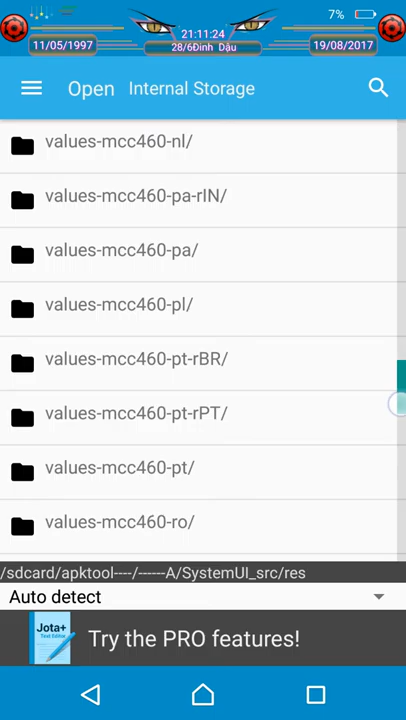 7%
21:11:24
11/05/1997
28/6Đinh Dậu
19/08/2017
Open Internal Storage
values-mcc460-nl/
values-mcc460-pa-rIN/
values-mcc460-pa/
values-mcc460-pl/
values-mcc460-pt-rBR/
values-mcc460-pt-rPT/
values-mcc460-pt/
values-mcc460-ro/
/sdcard/apktool----/------A/SystemUI_src/res
Auto detect
Jota+
Text Editor
Try the PRO features!